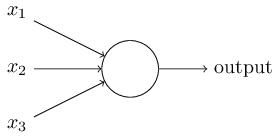 x₁
x₂ output
x₃